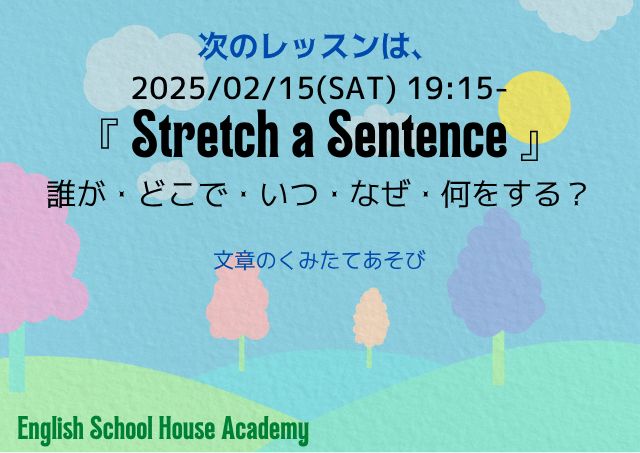 次のレッスンは、
2025/02/15(SAT) 19:15-
『 Stretch a Sentence 』
誰が・どこで・いつ・なぜ・何をする？
文章のくみたてあそび
English School House Academy